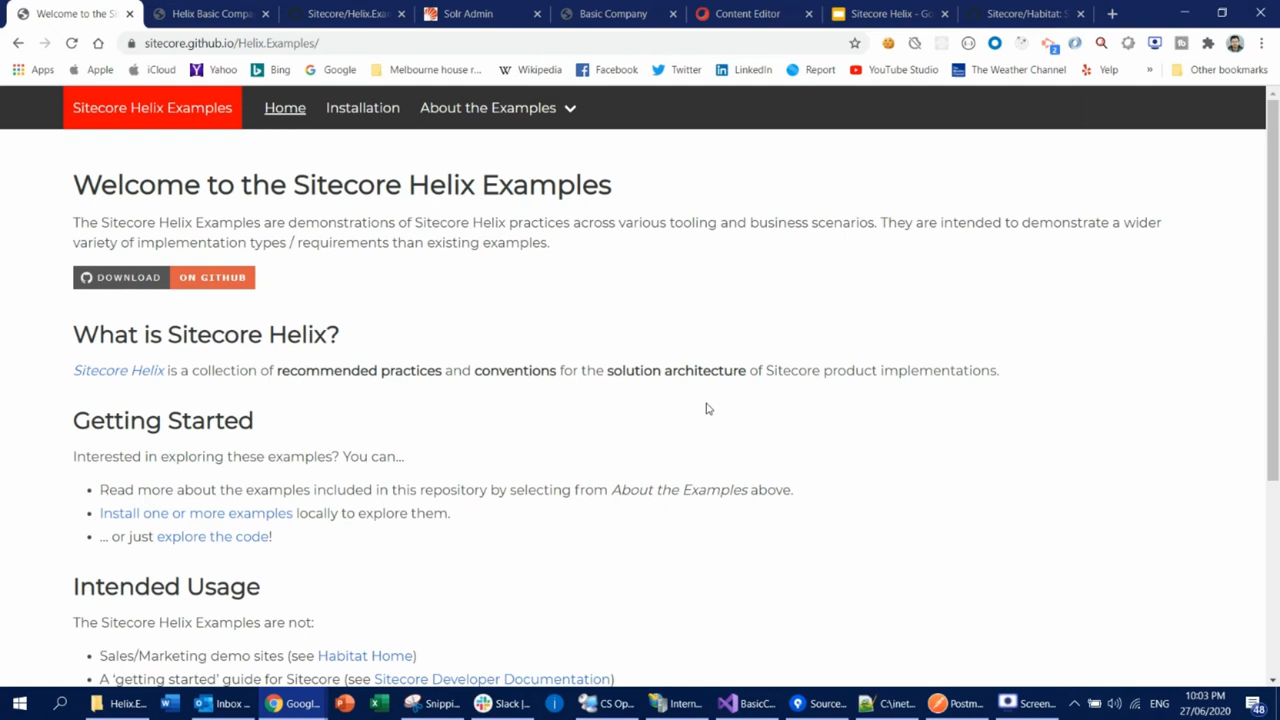 Welcome to the S
Helix Basic Compa
Sitecore/Helix.Exa
Solr Admin
Basic Company
Content Editor
Sitecore Helix - Go
Sitecore/Habitat: S
sitecore.github.io/Helix.Examples/
Apps
Apple
iCloud
Yahoo
Bing
Google
Melbourne house r...
Wikipedia
Facebook
Twitter
LinkedIn
Report
YouTube Studio
The Weather Channel
Yelp
»
Other bookmarks
Sitecore Helix Examples
Home
Installation
About the Examples
Welcome to the Sitecore Helix Examples
The Sitecore Helix Examples are demonstrations of Sitecore Helix practices across various tooling and business scenarios. They are intended to demonstrate a wider
variety of implementation types / requirements than existing examples.
DOWNLOAD ON GITHUB
What is Sitecore Helix?
Sitecore Helix is a collection of recommended practices and conventions for the solution architecture of Sitecore product implementations.
Getting Started
Interested in exploring these examples? You can...
• Read more about the examples included in this repository by selecting from About the Examples above.
• Install one or more examples locally to explore them.
• ... or just explore the code!
Intended Usage
The Sitecore Helix Examples are not:
• Sales/Marketing demo sites (see Habitat Home)
• A 'getting started' guide for Sitecore (see Sitecore Developer Documentation)
Helix.E...
Inbox ...
Googl...
Snippi...
Slack |...
CS Op...
Intern...
BasicC...
Source...
C:\inet...
Postm...
Screen...
ENG
10:03 PM
27/06/2020
48